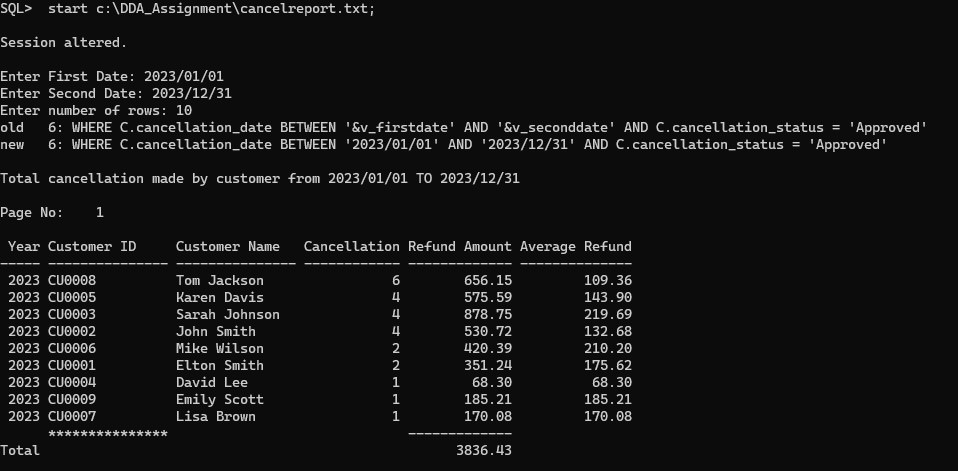 SQL>  start c:\DDA_Assignment\cancelreport.txt;
Session altered.
Enter First Date: 2023/01/01
Enter Second Date: 2023/12/31
Enter number of rows: 10
old   6: WHERE C.cancellation_date BETWEEN '&v_firstdate' AND '&v_seconddate' AND C.cancellation_status = 'Approved'
new   6: WHERE C.cancellation_date BETWEEN '2023/01/01' AND '2023/12/31' AND C.cancellation_status = 'Approved'
Total cancellation made by customer from 2023/01/01 TO 2023/12/31
Page No:    1
 Year Customer ID     Customer Name   Cancellation Refund Amount Average Refund
----- --------------- --------------- ------------ ------------- --------------
 2023 CU0008          Tom Jackson                6        656.15         109.36
 2023 CU0005          Karen Davis                4        575.59         143.90
 2023 CU0003          Sarah Johnson              4        878.75         219.69
 2023 CU0002          John Smith                 4        530.72         132.68
 2023 CU0006          Mike Wilson                2        420.39         210.20
 2023 CU0001          Elton Smith                2        351.24         175.62
 2023 CU0004          David Lee                  1         68.30          68.30
 2023 CU0009          Emily Scott                1        185.21         185.21
 2023 CU0007          Lisa Brown                 1        170.08         170.08
      ***************                              -------------
Total                                                    3836.43